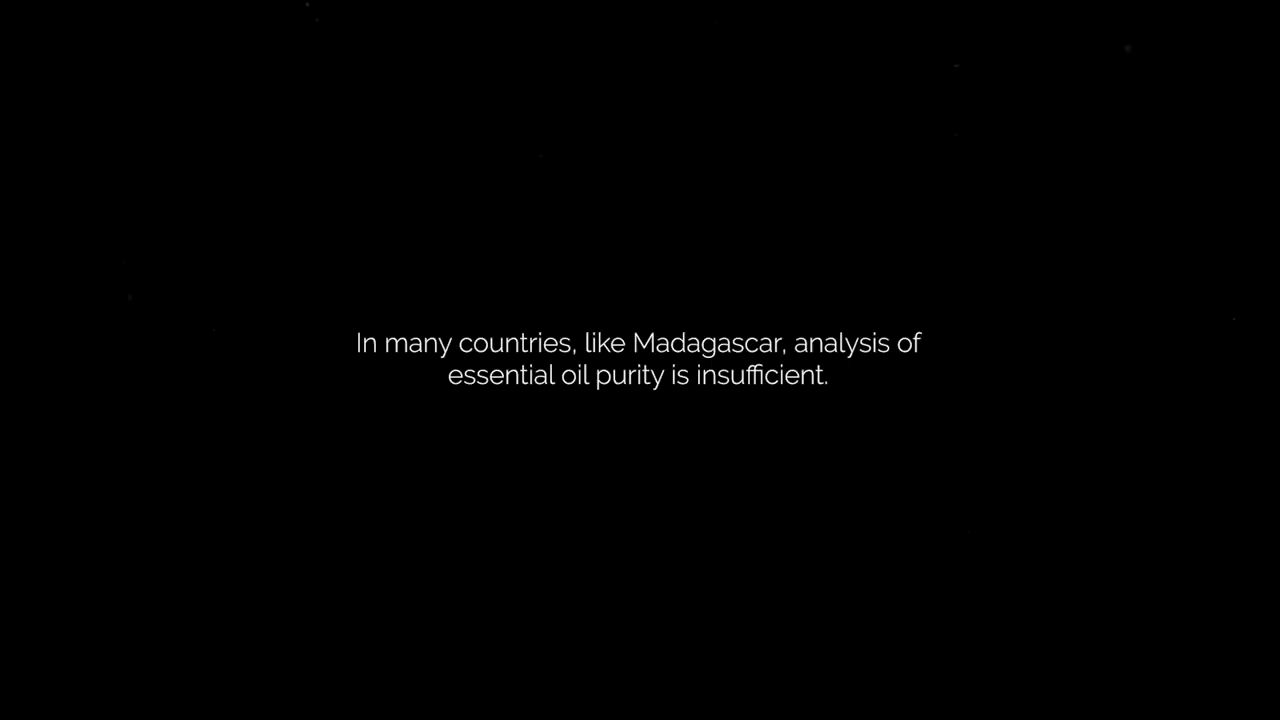 In many countries, like Madagascar, analysis of
essential oil purity is insufficient.